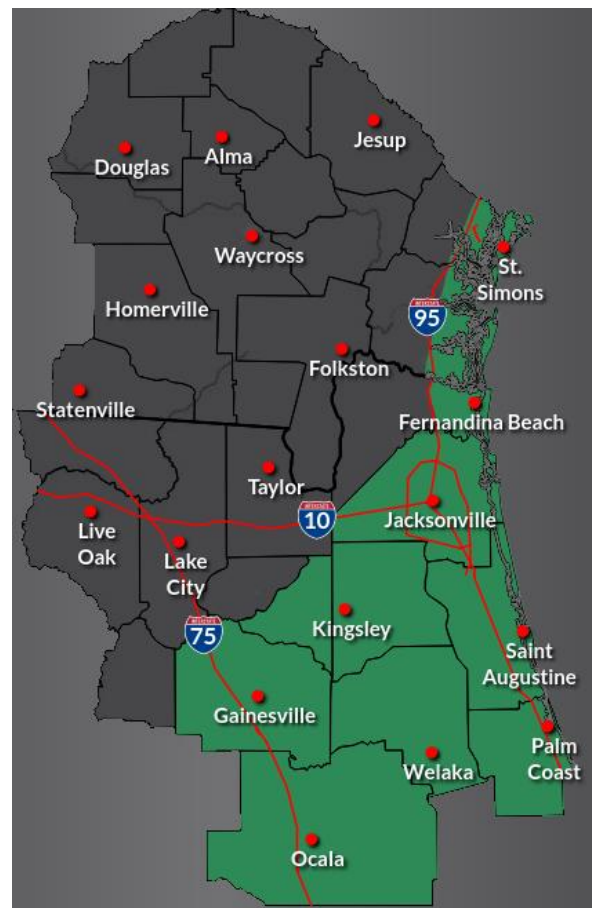 Jesup
Alma
Douglas
Waycross
St.
Simons
Homerville
95
Folkston
Statenville
Fernandina Beach
Taylor
10
Jacksonville
Live
Oak
Lake
City
75
Kingsley
Saint
Augustine
Gainesville
Palm
Coast
Welaka
Ocala